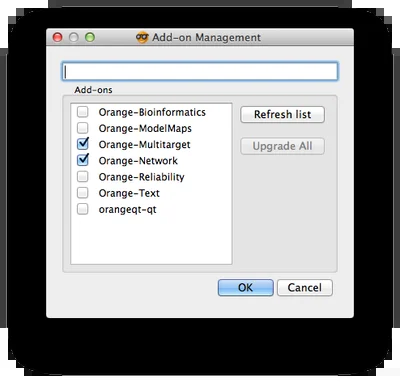 Add-on Management
Add-ons
Orange-Bioinformatics
Orange-ModelMaps
Orange-Multitarget
Orange-Network
Orange-Reliability
Orange-Text
orangeqt-qt
Refresh list
Upgrade All
OK
Cancel